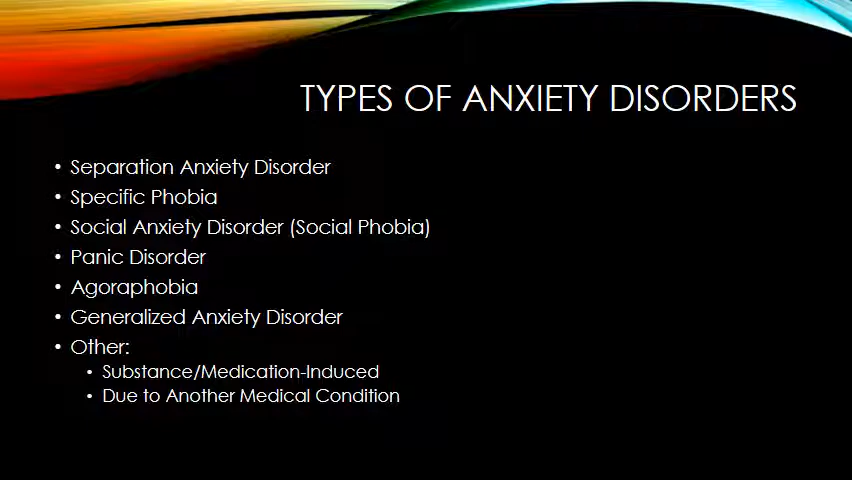 TYPES OF ANXIETY DISORDERS
• Separation Anxiety Disorder
• Specific Phobia
• Social Anxiety Disorder (Social Phobia)
• Panic Disorder
• Agoraphobia
• Generalized Anxiety Disorder
• Other:
• Substance/Medication-Induced
• Due to Another Medical Condition